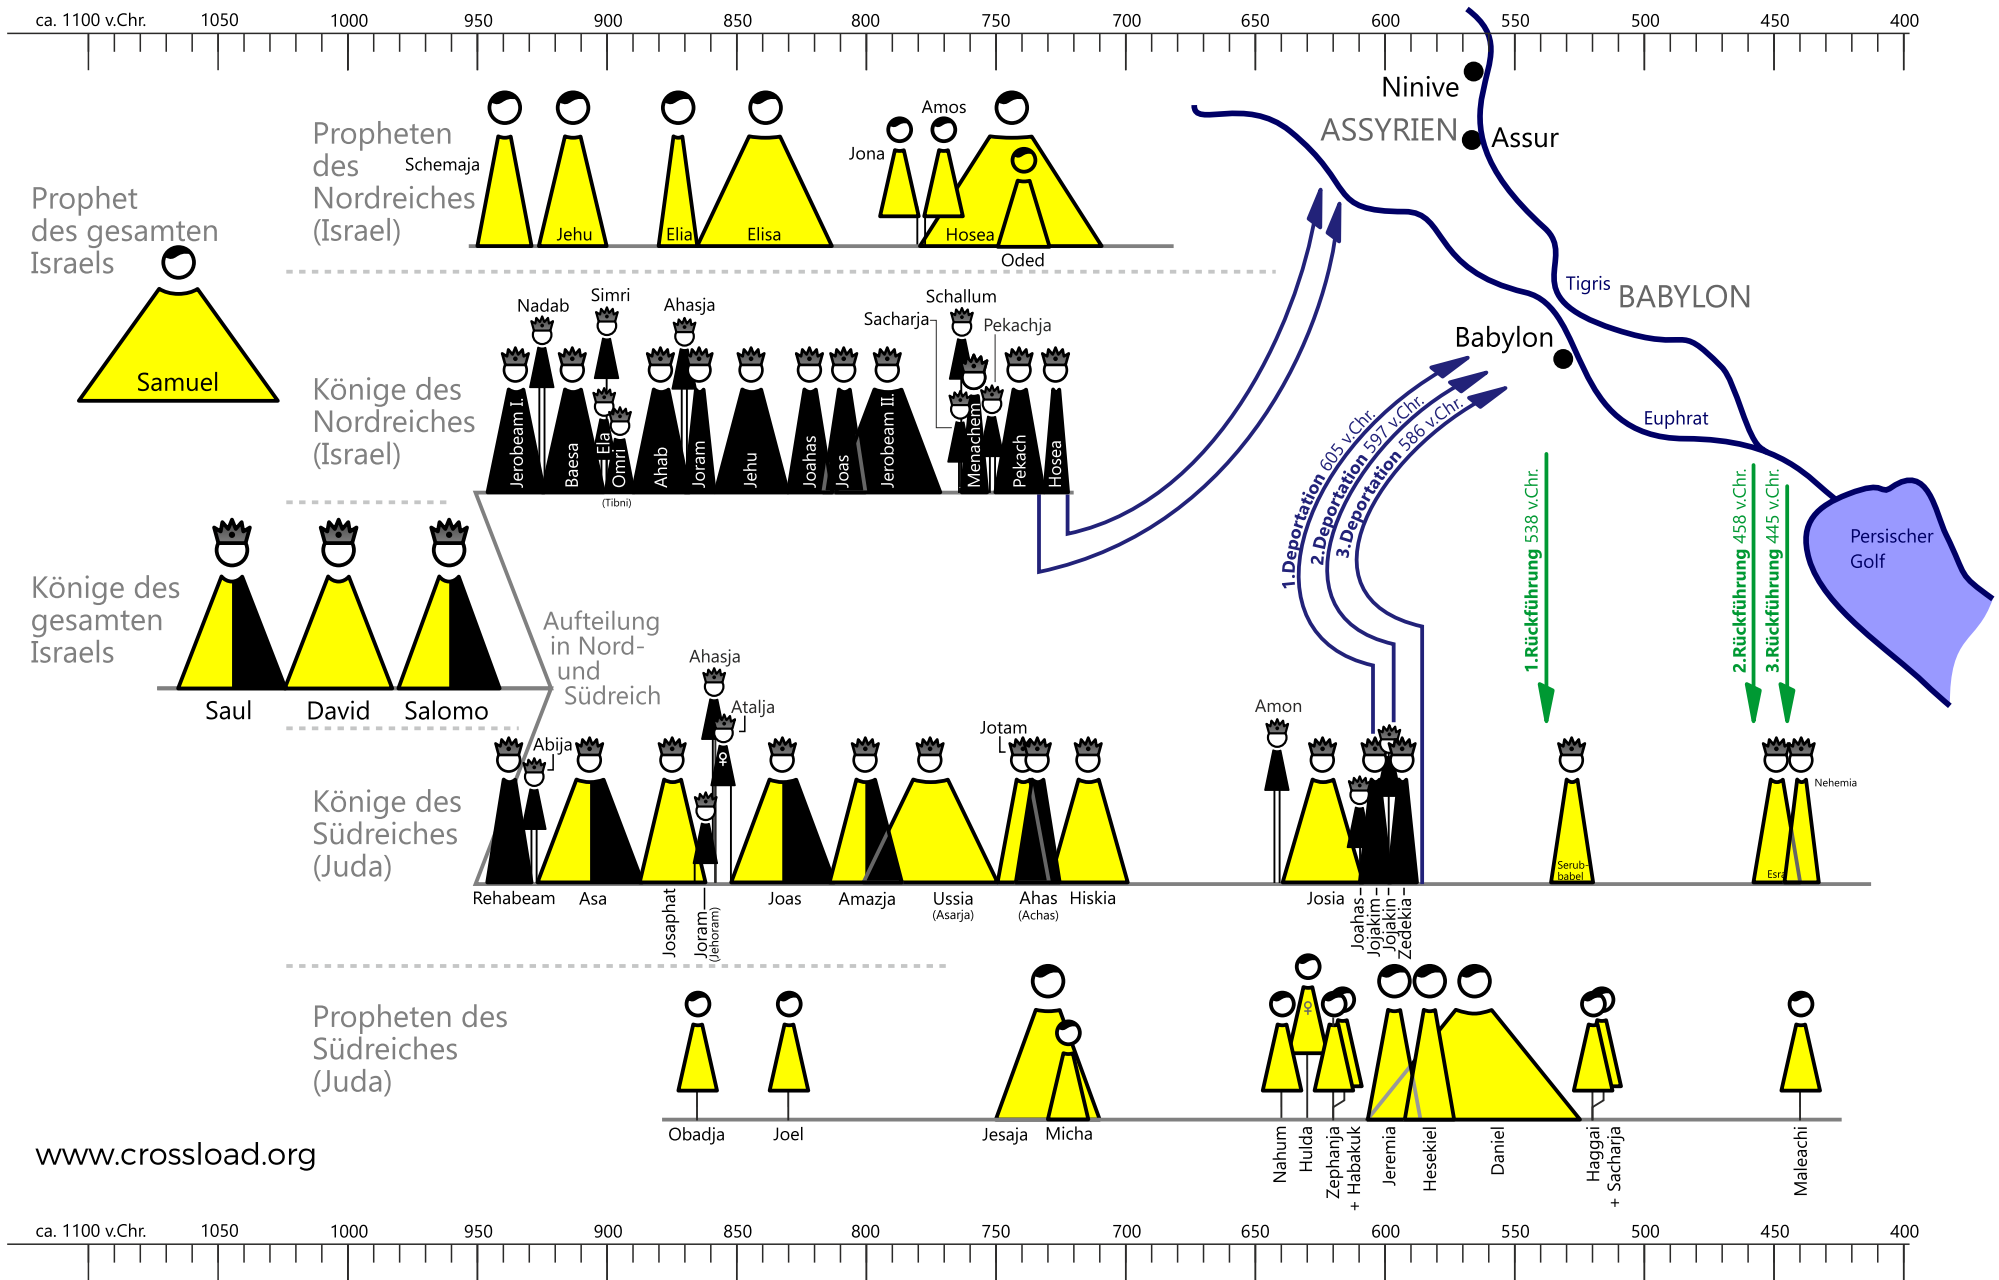 ca. 1100 v.Chr. 1050 1000 950 900 850 800 750 700 650 600 550 500 450 400
Ninive
ASSYRIEN
Assur
Tigris
BABYLON
Babylon
Euphrat
Persischer
Golf
Prophet
des gesamten
Israels
Samuel
Propheten
des
Nordreiches
(Israel)
Schemaja
Jehu
Elia
Elisa
Jona
Amos
Hosea
Oded
Könige des
Nordreiches
(Israel)
Nadab
Simri
Ahasja
Sacharja
Schallum
Pekachja
Jerobeam I.
Baesa
Ela
Omri
(Tibni)
Ahab
Joram
Jehu
Joahas
Joas
Jerobeam II.
Menachem
Pekach
Hosea
1.Deportation 605 v.Chr.
2.Deportation 597 v.Chr.
3.Deportation 586 v.Chr.
1.Rückführung 538 v.Chr.
2.Rückführung 458 v.Chr.
3.Rückführung 445 v.Chr.
Könige des
gesamten
Israels
Saul
David
Salomo
Aufteilung
in Nord-
und
Südreich
Könige des
Südreiches
(Juda)
Abija
Ahasja
Atalja
Jotam
Amon
Nehemia
Serub-
babel
Esra
Rehabeam
Asa
Josaphat
Joram
(Jehoram)
Joas
Amazja
Ussia
(Asarja)
Ahas
(Achas)
Hiskia
Josia
Joahas
Jojakim
Jojakin
Zedekia
Propheten des
Südreiches
(Juda)
Obadja
Joel
Jesaja
Micha
Nahum
Hulda
Zephanja
+ Habakuk
Jeremia
Hesekiel
Daniel
Haggai
+ Sacharja
Maleachi
www.crossload.org
ca. 1100 v.Chr. 1050 1000 950 900 850 800 750 700 650 600 550 500 450 400